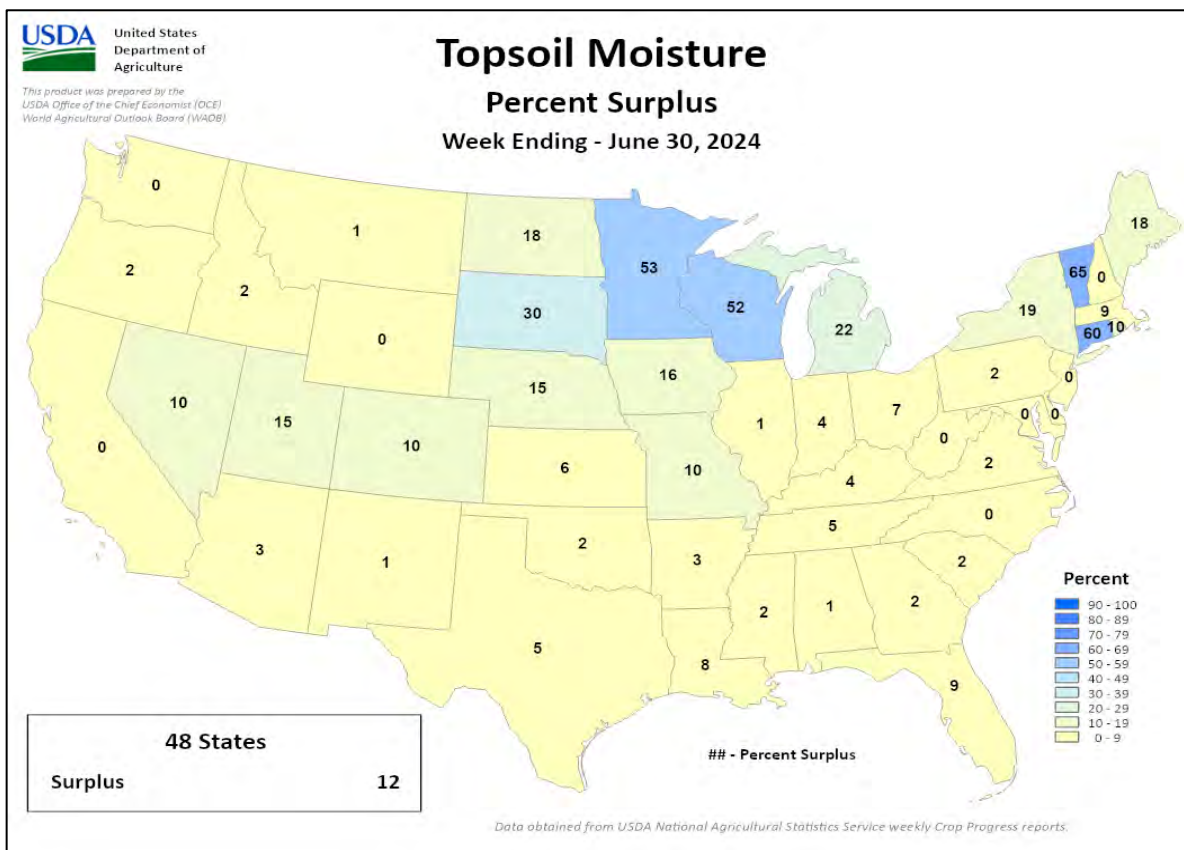 USDA
United States
Department of
Agriculture
This product was prepared by the
USDA Office of the Chief Economist (OCE)
World Agricultural Outlook Board (WAOB)
Topsoil Moisture
Percent Surplus
Week Ending - June 30, 2024
0
1
18
18
2
2
53
65
0
30
52
19
9
60
10
0
22
15
16
2
0
10
15
10
1
4
7
0
0
0
0
6
10
4
2
3
1
2
3
5
0
2
5
2
1
2
8
9
Percent
90 - 100
80 - 89
70 - 79
60 - 69
50 - 59
40 - 49
30 - 39
20 - 29
10 - 19
0 - 9
48 States
Surplus 12
## - Percent Surplus
Data obtained from USDA National Agricultural Statistics Service weekly Crop Progress reports.